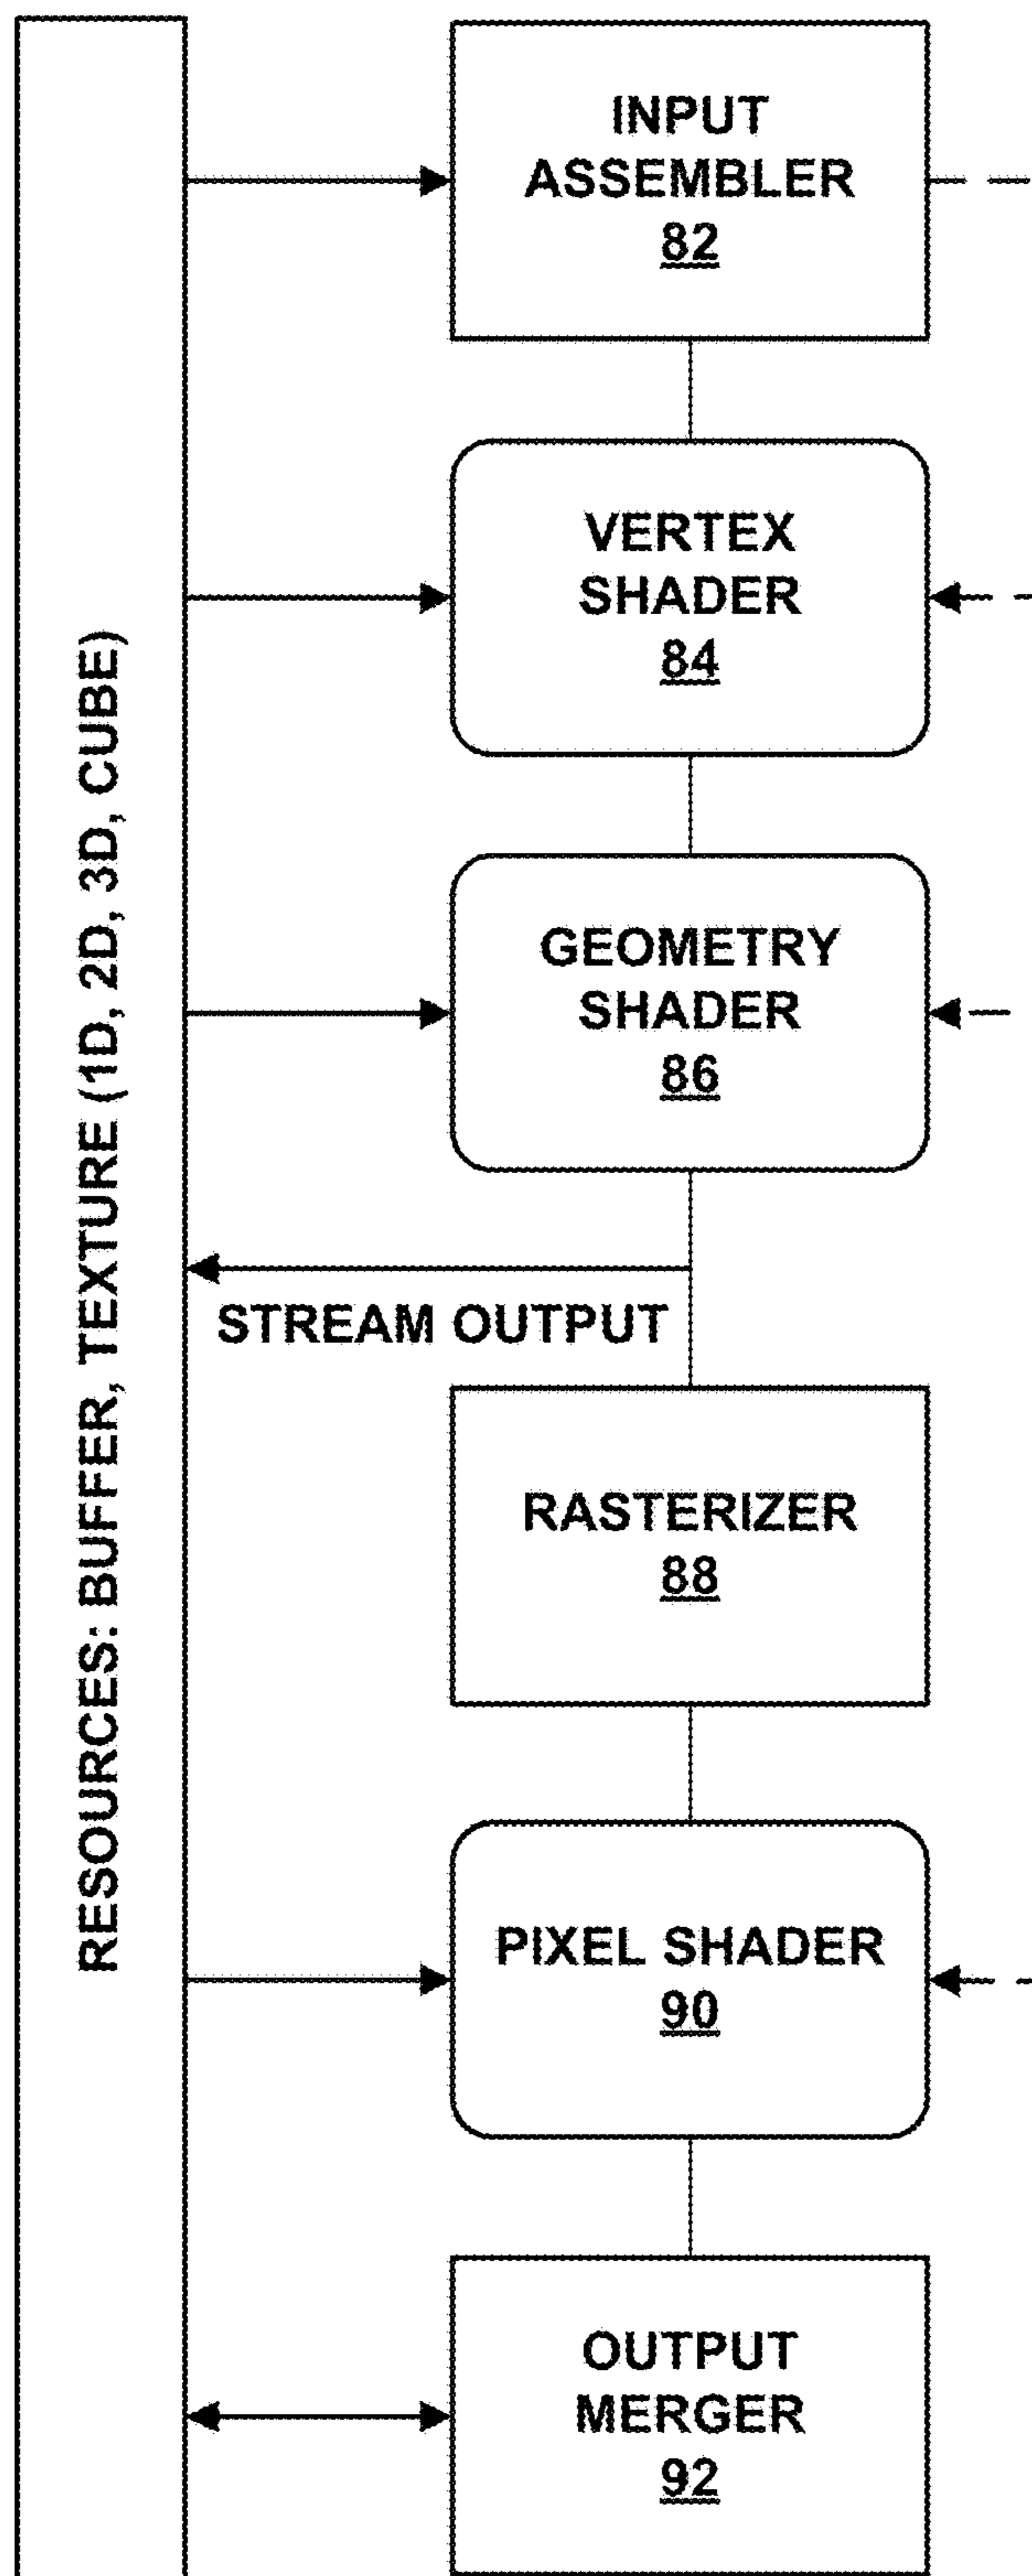 RESOURCES: BUFFER, TEXTURE (1D, 2D, 3D, CUBE)
INPUT
ASSEMBLER
82
VERTEX
SHADER
84
GEOMETRY
SHADER
86
STREAM OUTPUT
RASTERIZER
88
PIXEL SHADER
90
OUTPUT
MERGER
92